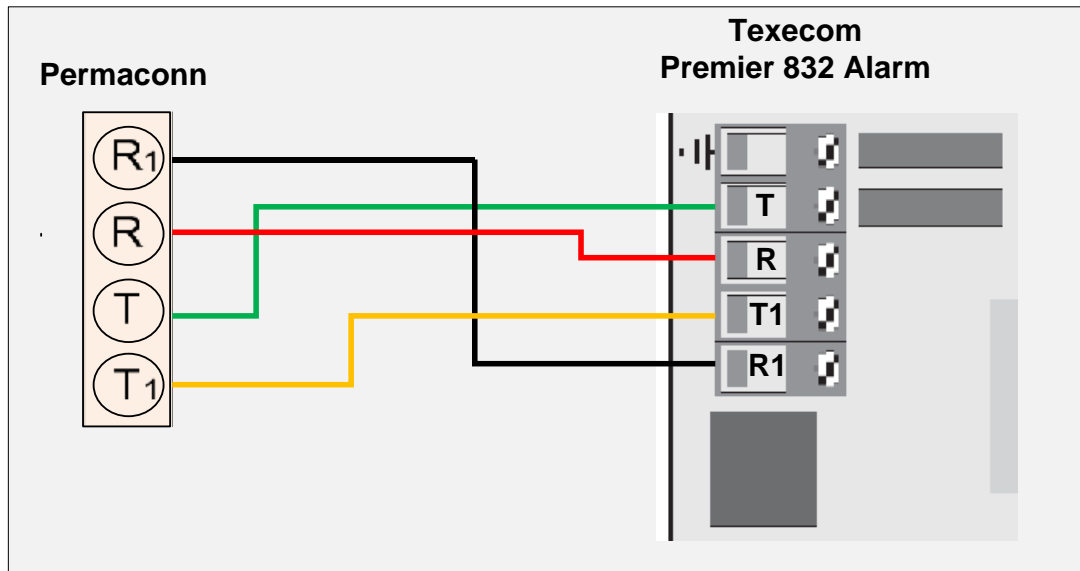 Texecom
Premier 832 Alarm
Permaconn
R1
R
T
T1
T
R
T1
R1